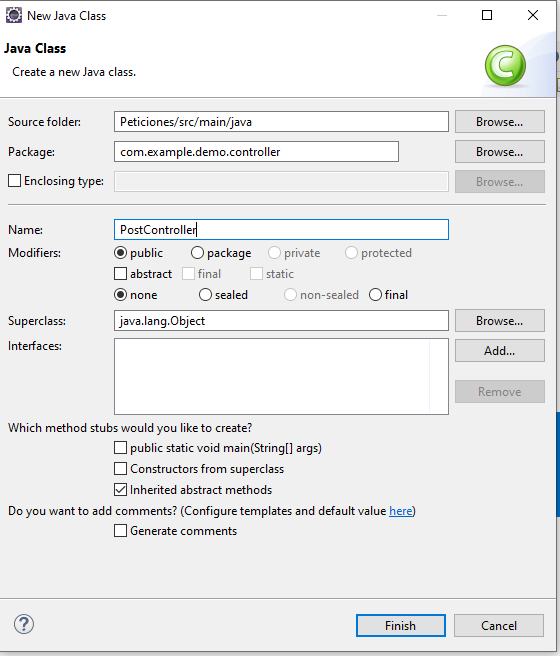 New Java Class
Java Class
Create a new Java class.
C
Source folder: Peticiones/src/main/java Browse...
Package: com.example.demo.controller Browse...
Enclosing type: Browse...
Name: PostController
Modifiers: public package private protected
abstract final static
none sealed non-sealed final
Superclass: java.lang.Object Browse...
Interfaces: Add...
Remove
Which method stubs would you like to create?
public static void main(String[] args)
Constructors from superclass
Inherited abstract methods
Do you want to add comments? (Configure templates and default value here)
Generate comments
? Finish Cancel